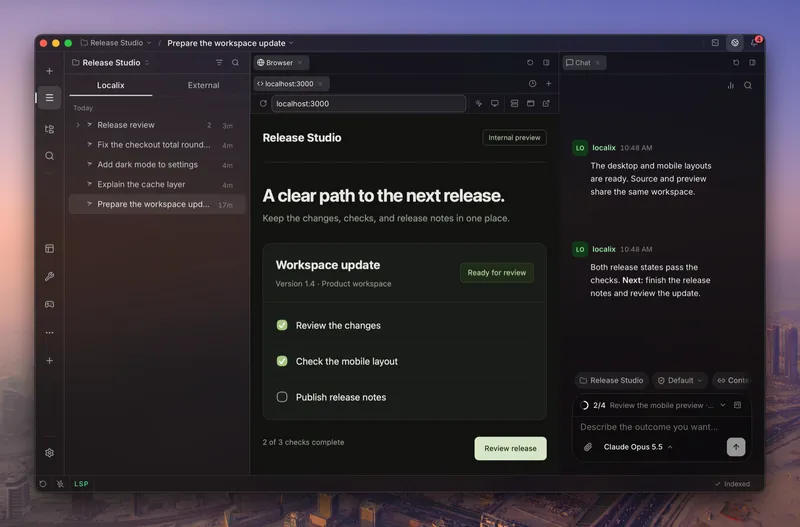 Release Studio / Prepare the workspace update
4
Release Studio
Localix External
Today
Release review 2 3m
Fix the checkout total round... 4m
Add dark mode to settings 4m
Explain the cache layer 4m
Prepare the workspace upd... 17m
Browser
localhost:3000
localhost:3000
Release Studio
Internal preview
A clear path to the next release.
Keep the changes, checks, and release notes in one place.
Workspace update
Version 1.4 · Product workspace
Ready for review
Review the changes
Check the mobile layout
Publish release notes
2 of 3 checks complete
Review release
Chat
LO localix 10:48 AM
The desktop and mobile layouts
are ready. Source and preview
share the same workspace.
LO localix 10:48 AM
Both release states pass the
checks. Next: finish the release
notes and review the update.
Release Studio Default Conte
2/4 Review the mobile preview ·...
Describe the outcome you want...
Claude Opus 5.5
LSP
Indexed